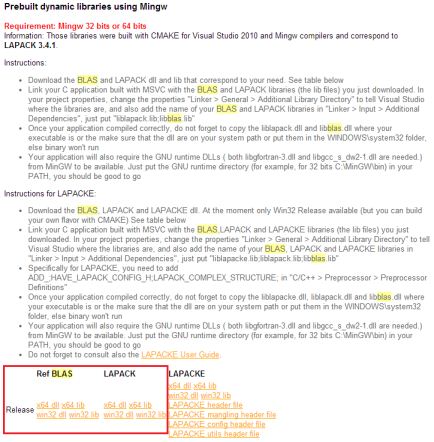 Prebuilt dynamic libraries using Mingw
Requirement: Mingw 32 bits or 64 bits
Information: Those libraries were built with CMAKE for Visual Studio 2010 and Mingw compilers and correspond to
LAPACK 3.4.1.
Instructions:
Download the BLAS and LAPACK dll and lib that correspond to your need. See table below
Link your C application built with MSVC with the BLAS and LAPACK libraries (the lib files) you just downloaded. In
your project properties, change the properties "Linker > General > Additional Library Directory" to tell Visual Studio
where the libraries are, and also add the name of your BLAS and LAPACK libraries in "Linker > Input > Additional
Dependencies", just put "liblapack.lib;libblas.lib"
Once your application compiled correctly, do not forget to copy the liblapack.dll and libblas.dll where your
executable is or the make sure that the dll are on your system path or put them in the WINDOWS\system32 folder,
else binary won't run
Your application will also require the GNU runtime DLLs ( both libgfortran-3.dll and libgcc_s_dw2-1.dll are needed.)
from MinGW to be available. Just put the GNU runtime directory (for example, for 32 bits C:\MinGW\bin) in your
PATH, you should be good to go
Instructions for LAPACKE:
Download the BLAS, LAPACK and LAPACKE dll. At the moment only Win32 Release available (but you can build
your own flavor with CMAKE) See table below
Link your C application built with MSVC with the BLAS,LAPACK and LAPACKE libraries (the lib files) you just
downloaded. In your project properties, change the properties "Linker > General > Additional Library Directory" to tell
Visual Studio where the libraries are, and also add the name of your BLAS, LAPACK and LAPACKE libraries in
"Linker > Input > Additional Dependencies", just put "liblapacke.lib;liblapack.lib;libblas.lib"
Specifically for LAPACKE, you need to add
ADD_;HAVE_LAPACK_CONFIG_H;LAPACK_COMPLEX_STRUCTURE; in "C/C++ > Preprocessor > Preprocessor
Definitions"
Once your application compiled correctly, do not forget to copy the liblapacke.dll, liblapack.dll and libblas.dll where
your executable is or the make sure that the dll are on your system path or put them in the WINDOWS\system32
folder, else binary won't run
Your application will also require the GNU runtime DLLs ( both libgfortran-3.dll and libgcc_s_dw2-1.dll are needed.)
from MinGW to be available. Just put the GNU runtime directory (for example, for 32 bits C:\MinGW\bin) in your
PATH, you should be good to go
Do not forget to consult also the LAPACKE User Guide.
Ref BLAS LAPACK LAPACKE
x64 dll x64 lib
win32 dll win32 lib
Release x64 dll x64 lib x64 dll x64 lib LAPACKE header file
win32 dll win32 lib win32 dll win32 lib LAPACKE mangling header file
LAPACKE config header file
LAPACKE utils header file